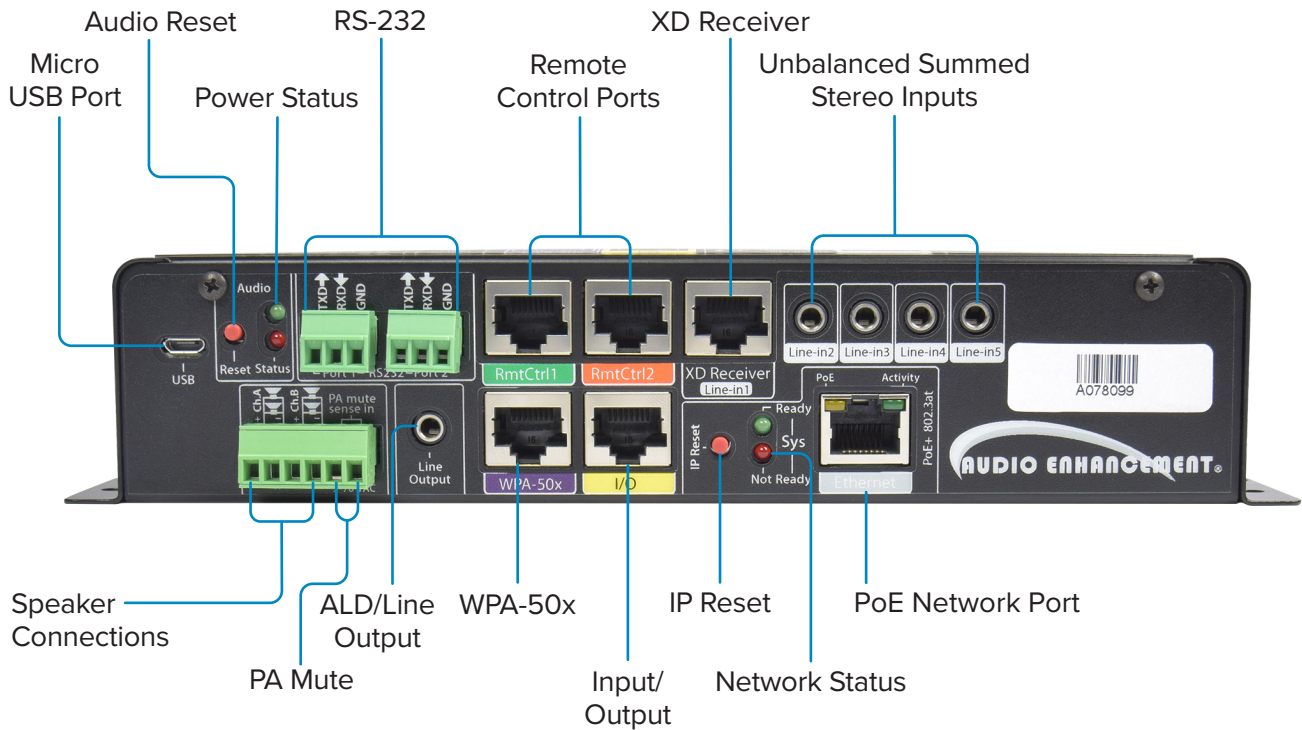 Audio Reset
RS-232
XD Receiver
Micro
USB Port
Power Status
Remote
Control Ports
Unbalanced Summed
Stereo Inputs
Audio
Reset
Status
USB
TXD
RXD
GND
TXD
RXD
GND
Port 1
RS232
Port 2
RmtCtrl1
RmtCtrl2
XD Receiver
Line-in1
Line-in2
Line-in3
Line-in4
Line-in5
A078099
+ Ch.A
-
+ Ch.B
-
PA mute
sense in
Line
Output
WPA-50x
I/O
IP Reset
Ready
Sys
Not Ready
PoE
Activity
PoE+ 802.3at
Ethernet
AUDIO ENHANCEMENT®
Speaker
Connections
PA Mute
ALD/Line
Output
WPA-50x
Input/
Output
IP Reset
Network Status
PoE Network Port